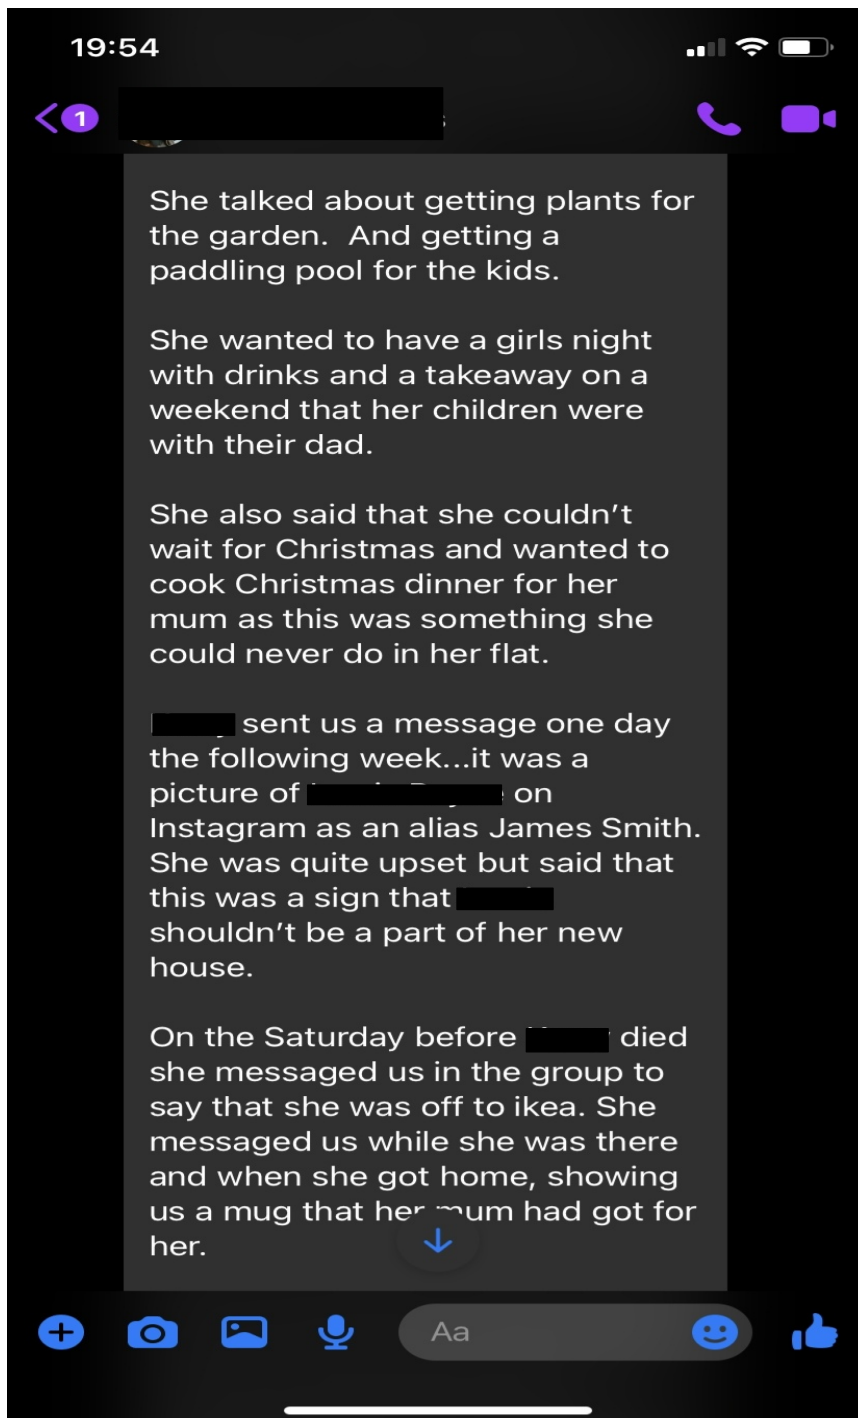 19:54
1
She talked about getting plants for
the garden.  And getting a
paddling pool for the kids.
She wanted to have a girls night
with drinks and a takeaway on a
weekend that her children were
with their dad.
She also said that she couldn't
wait for Christmas and wanted to
cook Christmas dinner for her
mum as this was something she
could never do in her flat.
sent us a message one day
the following week...it was a
picture of on
Instagram as an alias James Smith.
She was quite upset but said that
this was a sign that
shouldn't be a part of her new
house.
On the Saturday before died
she messaged us in the group to
say that she was off to ikea. She
messaged us while she was there
and when she got home, showing
us a mug that her mum had got for
her.
Aa